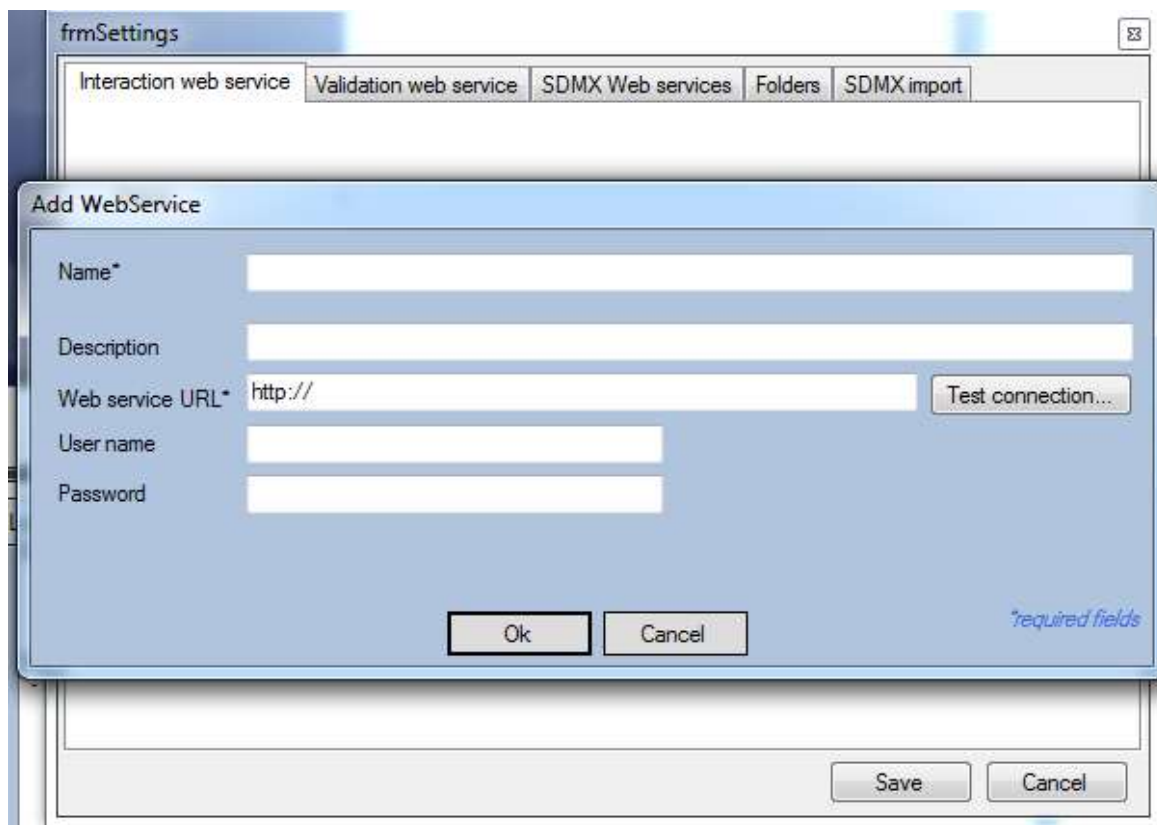 frmSettings
Interaction web service Validation web service SDMX Web services Folders SDMX import
Add WebService
Name*
Description
Web service URL* http:// Test connection...
User name
Password
*required fields
Ok Cancel
Save Cancel